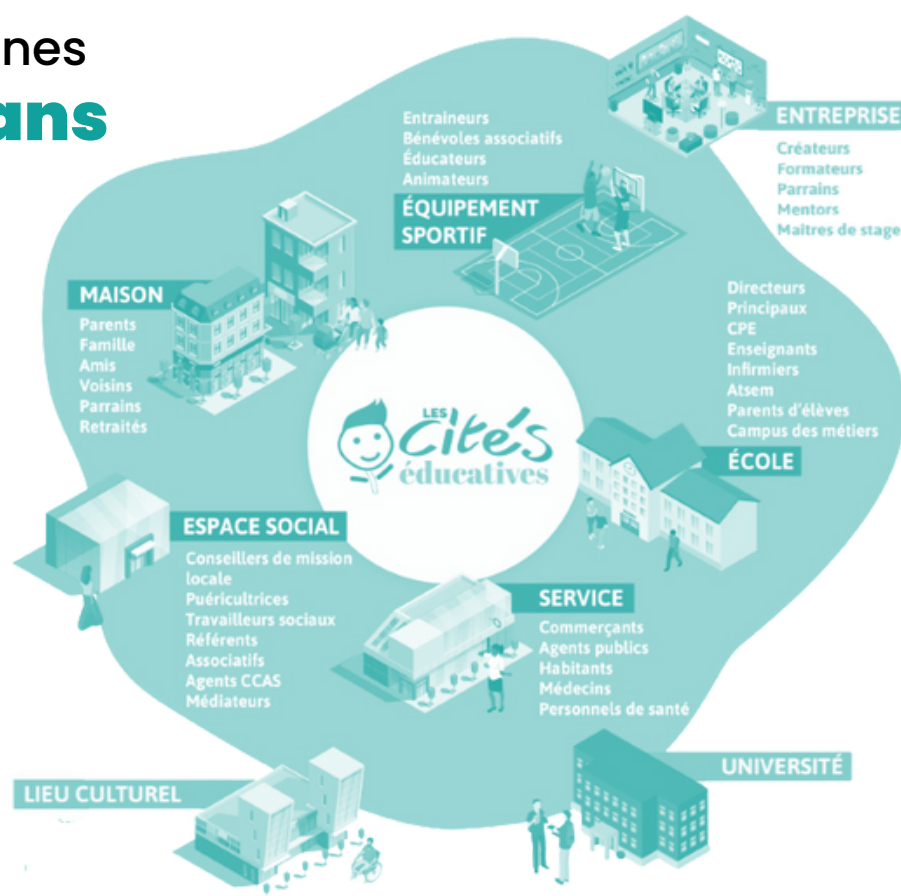 nes
ans
Entraineurs
Bénévoles associatifs
Éducateurs
Animateurs
ÉQUIPEMENT
SPORTIF
ENTREPRISE
Créateurs
Formateurs
Parrains
Mentors
Maîtres de stage
MAISON
Parents
Famille
Amis
Voisins
Parrains
Retraités
Directeurs
Principaux
CPE
Enseignants
Infirmiers
Atsem
Parents d'élèves
Campus des métiers
ÉCOLE
LES
Cités
éducatives
ESPACE SOCIAL
Conseillers de mission
locale
Puéricultrices
Travailleurs sociaux
Référents
Associatifs
Agents CCAS
Médiateurs
SERVICE
Commerçants
Agents publics
Habitants
Médecins
Personnels de santé
LIEU CULTUREL
UNIVERSITÉ